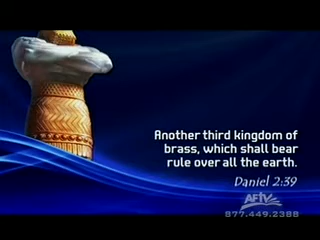 Another third kingdom of
brass, which shall bear
rule over all the earth.
Daniel 2:39
AFTV
877.449.2388